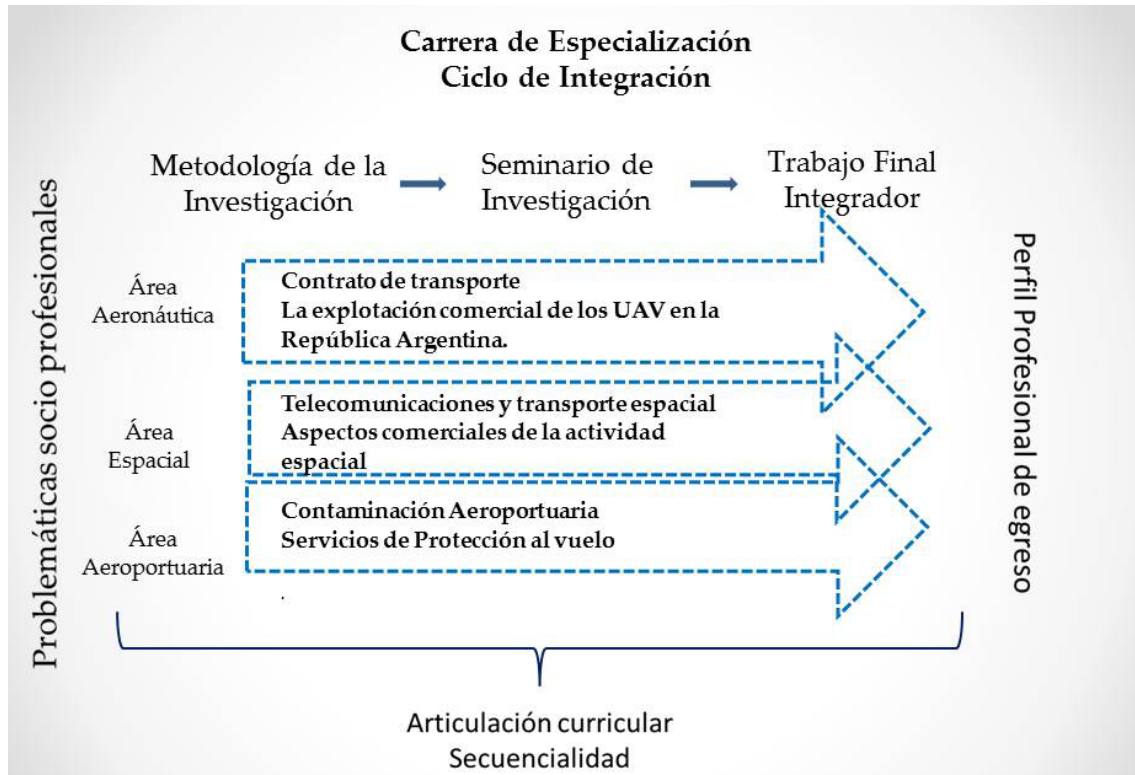 Carrera de Especialización
Ciclo de Integración
Metodología de la
Investigación
Seminario de
Investigación
Trabajo Final
Integrador
Problemáticas socio profesionales
Área
Aeronáutica
Contrato de transporte
La explotación comercial de los UAV en la
República Argentina.
Área
Espacial
Telecomunicaciones y transporte espacial
Aspectos comerciales de la actividad
espacial
Área
Aeroportuaria
Contaminación Aeroportuaria
Servicios de Protección al vuelo
.
Perfil Profesional de egreso
Articulación curricular
Secuencialidad